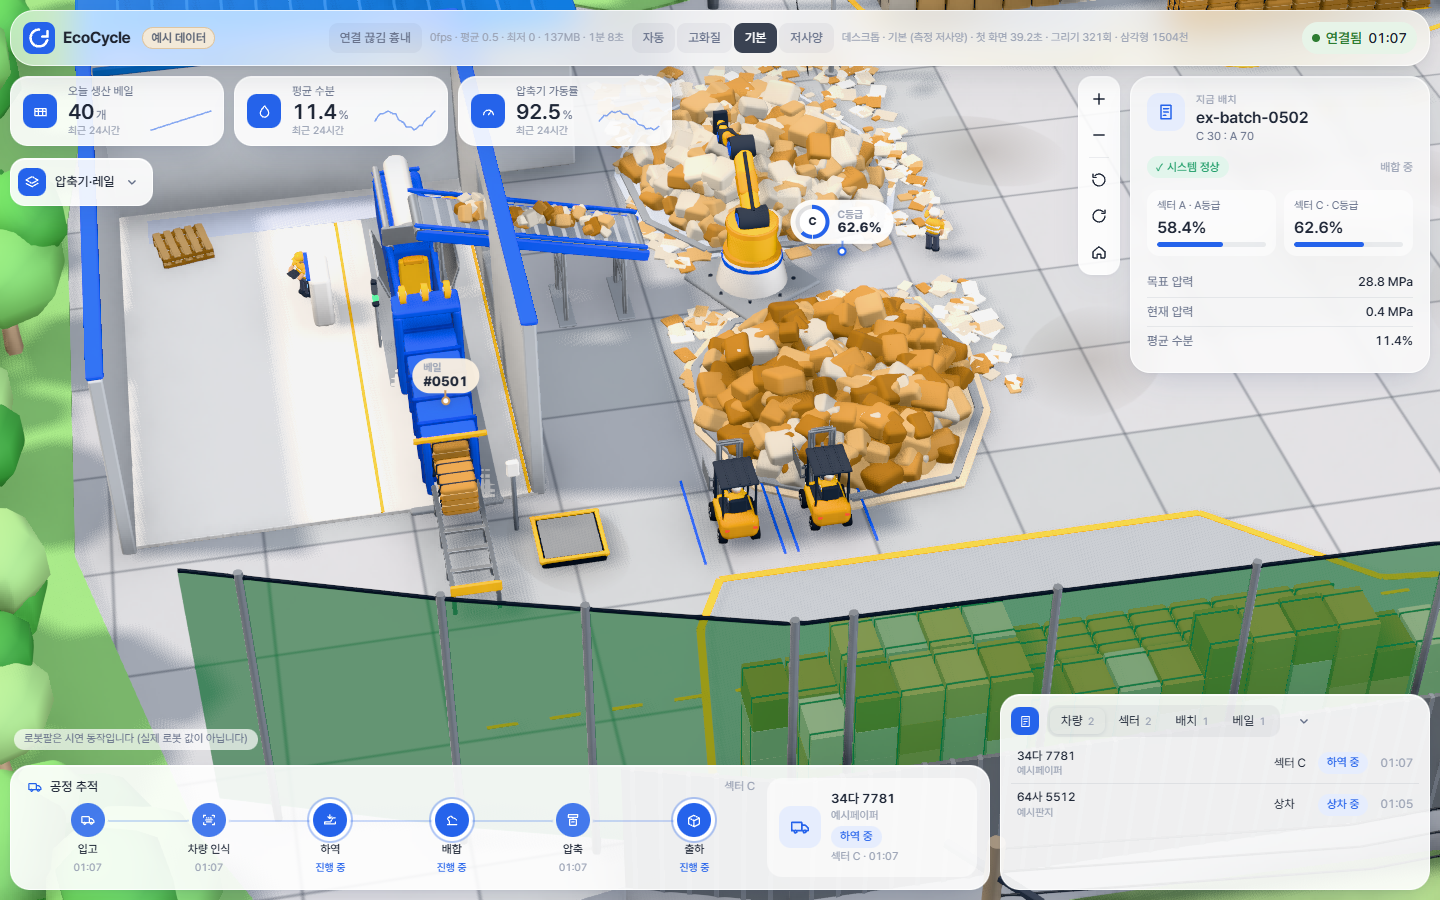 EcoCycle
예시 데이터
연결 끊김 흉내
0fps · 평균 0.5 · 최저 0 · 137MB · 1분 8초
자동
고화질
기본
저사양
데스크톱 · 기본 (측정 저사양) · 첫 화면 39.2초 · 그리기 321회 · 삼각형 1504천
연결됨 01:07
오늘 생산 베일
40개
최근 24시간
평균 수분
11.4%
최근 24시간
압축기 가동률
92.5%
최근 24시간
압축기·레일
지금 배치
ex-batch-0502
C 30 : A 70
✓ 시스템 정상
배합 중
섹터 A · A등급
58.4%
섹터 C · C등급
62.6%
목표 압력
28.8 MPa
현재 압력
0.4 MPa
평균 수분
11.4%
C
C등급
62.6%
베일
#0501
로봇팔은 시연 동작입니다 (실제 로봇 값이 아닙니다)
공정 추적
섹터 C
입고
01:07
차량 인식
01:07
하역
진행 중
배합
진행 중
압축
01:07
출하
진행 중
34다 7781
예시페이퍼
하역 중
섹터 C · 01:07
차량 2
섹터 2
배치 1
베일 1
34다 7781
예시페이퍼
섹터 C
하역 중
01:07
64사 5512
예시판지
상차
상차 중
01:05